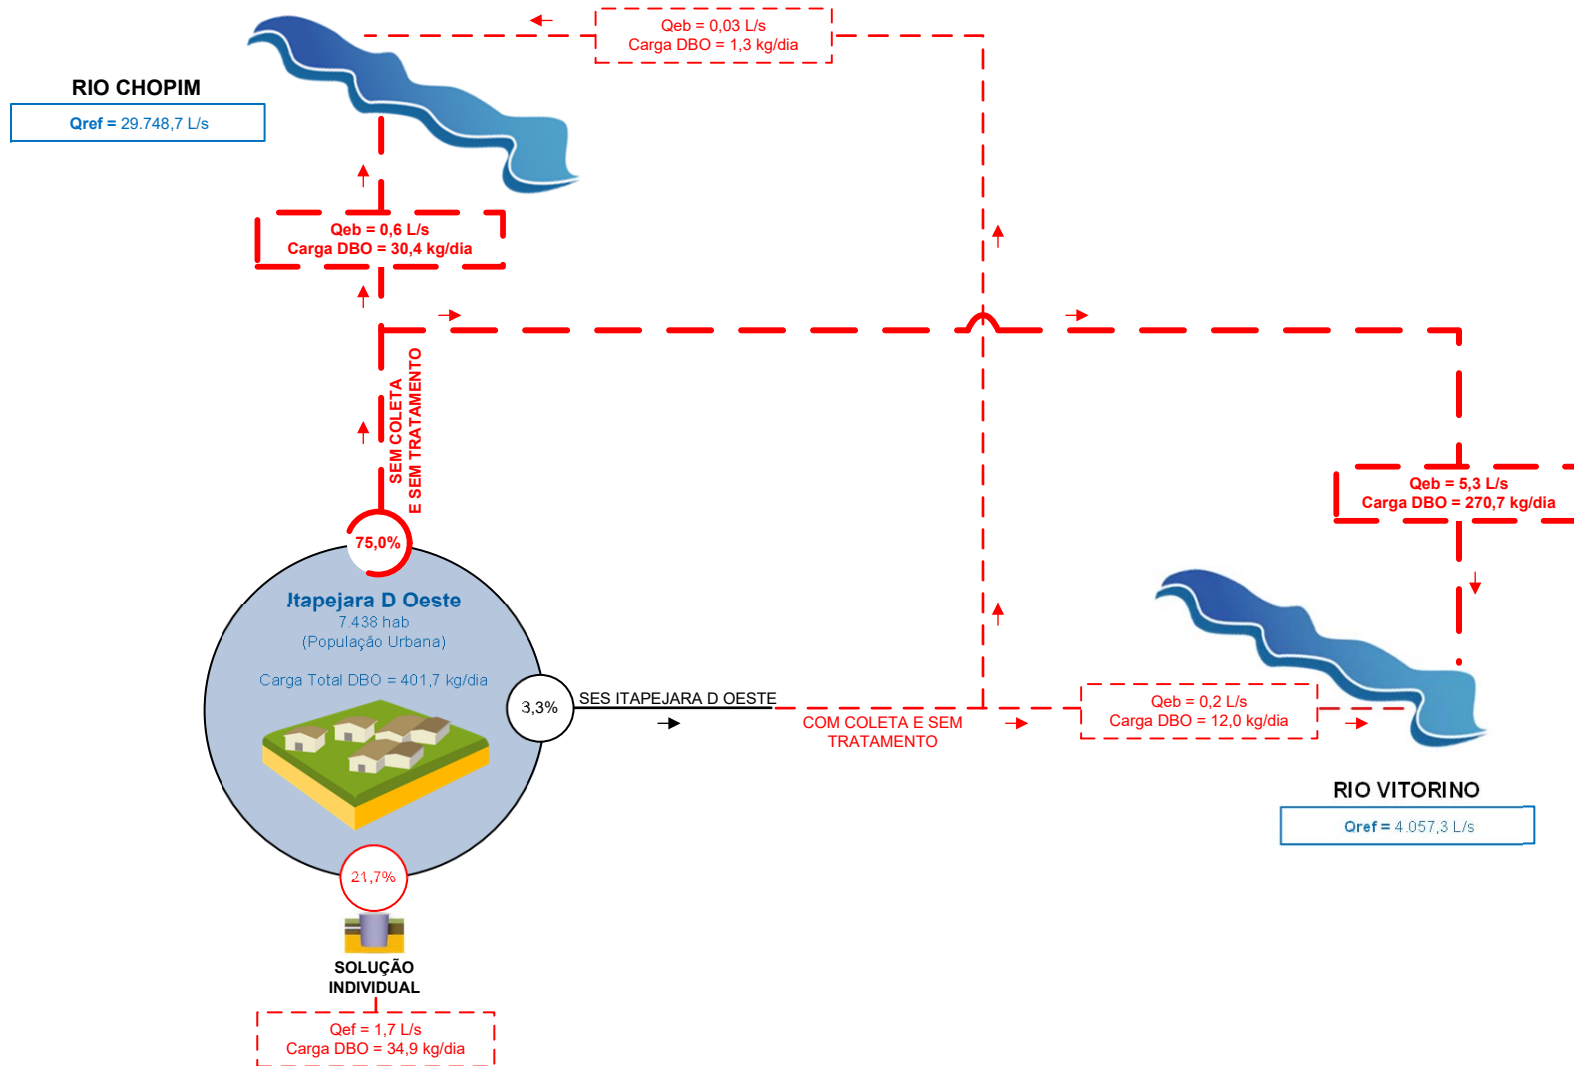 Qeb = 0,03 L/s
Carga DBO = 1,3 kg/dia
RIO CHOPIM
Qref = 29.748,7 L/s
Qeb = 0,6 L/s
Carga DBO = 30,4 kg/dia
SEM COLETA
E SEM TRATAMENTO
Qeb = 5,3 L/s
Carga DBO = 270,7 kg/dia
75,0%
Itapejara D Oeste
7.438 hab
(População Urbana)
Carga Total DBO = 401,7 kg/dia
3,3%
SES ITAPEJARA D OESTE
COM COLETA E SEM
TRATAMENTO
Qeb = 0,2 L/s
Carga DBO = 12,0 kg/dia
RIO VITORINO
Qref = 4.057,3 L/s
21,7%
SOLUÇÃO
INDIVIDUAL
Qef = 1,7 L/s
Carga DBO = 34,9 kg/dia